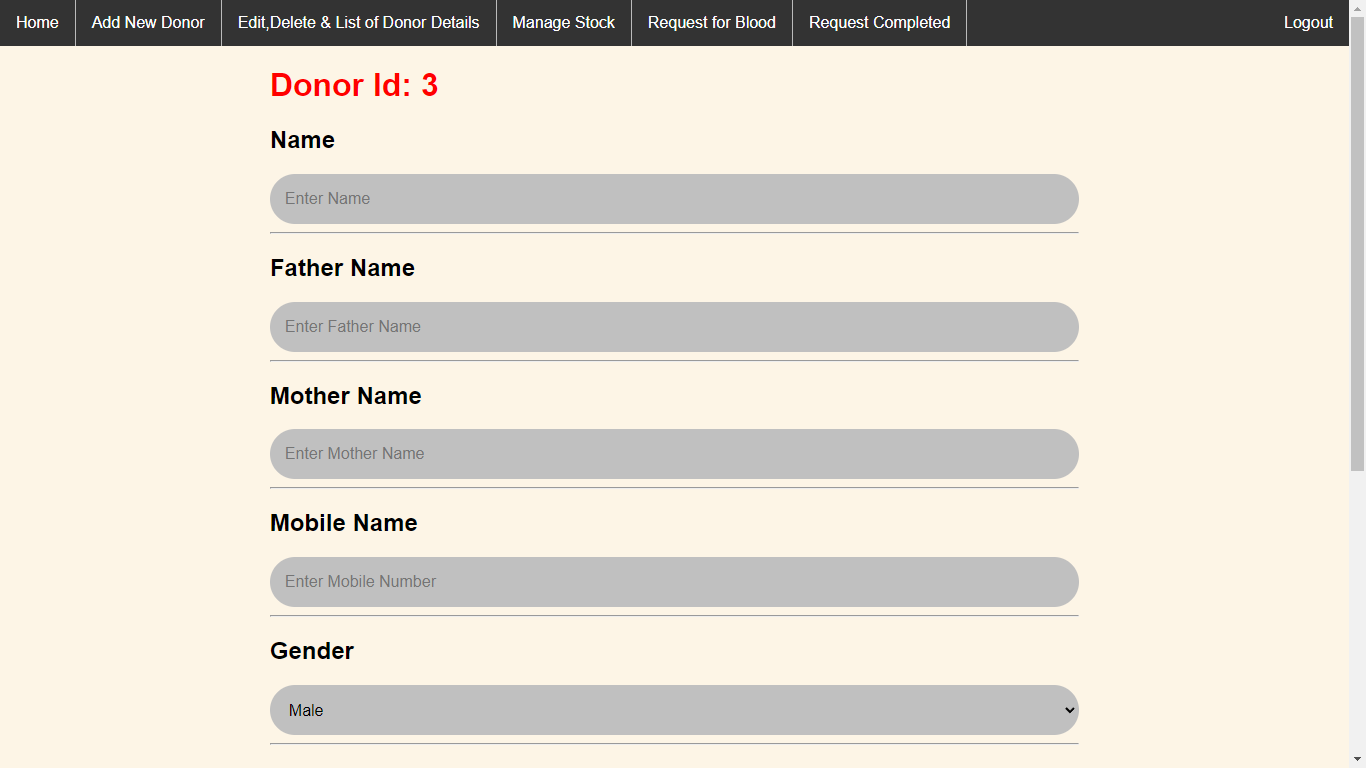 Home Add New Donor Edit,Delete & List of Donor Details Manage Stock Request for Blood Request Completed Logout
Donor Id: 3
Name
Enter Name
Father Name
Enter Father Name
Mother Name
Enter Mother Name
Mobile Name
Enter Mobile Number
Gender
Male